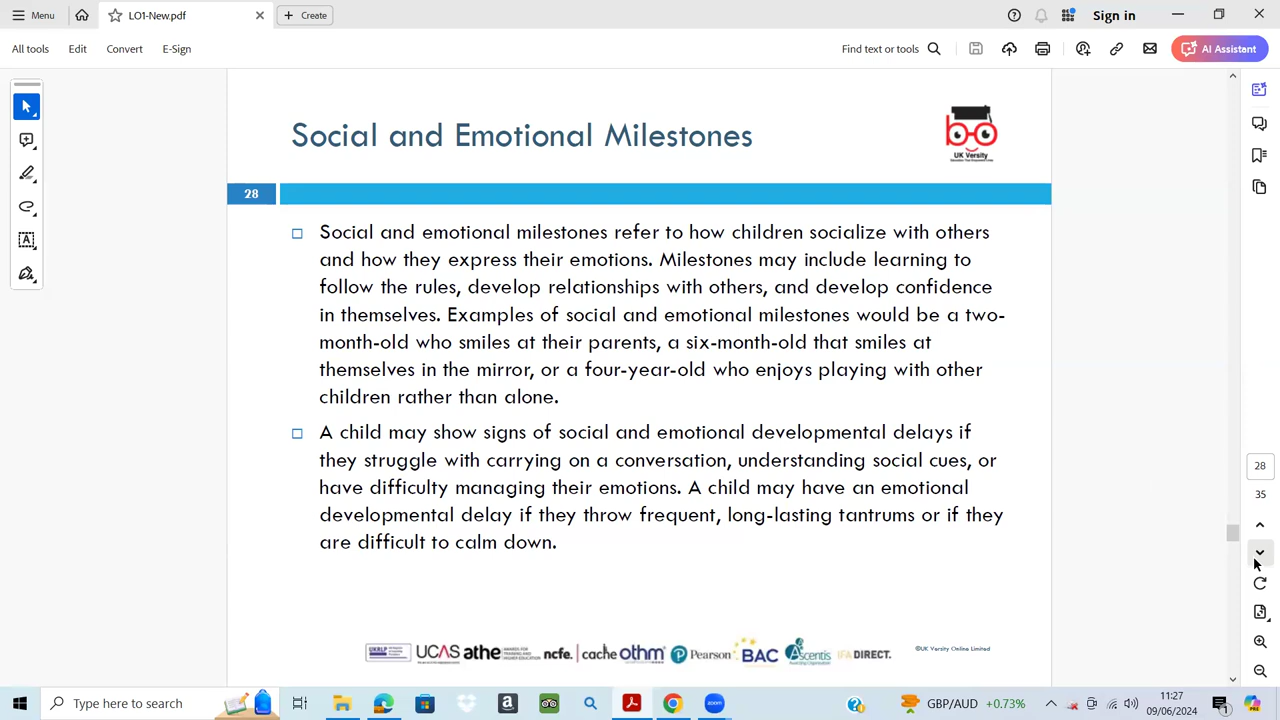 Menu
LO1-New.pdf
Create
Sign in
All tools
Edit
Convert
E-Sign
Find text or tools
AI Assistant
Social and Emotional Milestones
UK Versity
28
Social and emotional milestones refer to how children socialize with others
and how they express their emotions. Milestones may include learning to
follow the rules, develop relationships with others, and develop confidence
in themselves. Examples of social and emotional milestones would be a two-
month-old who smiles at their parents, a six-month-old that smiles at
themselves in the mirror, or a four-year-old who enjoys playing with other
children rather than alone.
A child may show signs of social and emotional developmental delays if
they struggle with carrying on a conversation, understanding social cues, or
have difficulty managing their emotions. A child may have an emotional
developmental delay if they throw frequent, long-lasting tantrums or if they
are difficult to calm down.
28
35
UKRLP UCAS athe ncfe. cache othm Pearson BAC Ascentis IFA DIRECT.
©UK Versity Online Limited
Type here to search
zoom
GBP/AUD +0.73%
11:27
09/06/2024